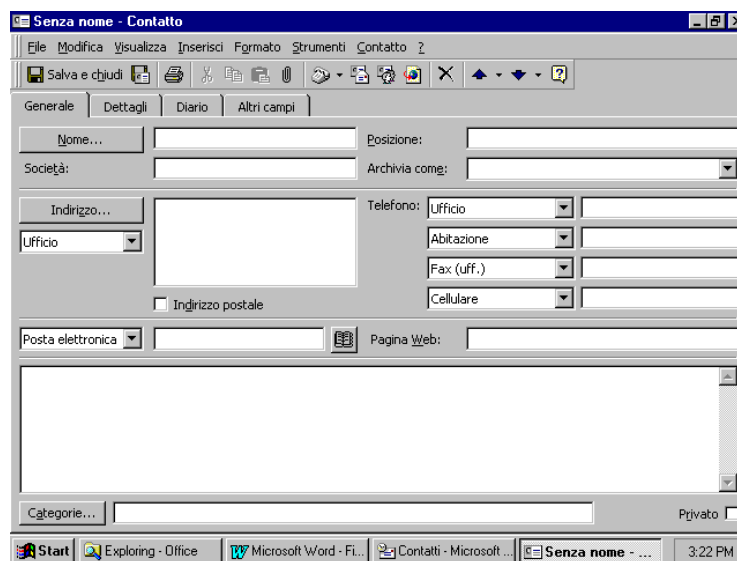 Senza nome - Contatto
File Modifica Visualizza Inserisci Formato Strumenti Contatto ?
Salva e chiudi
Generale Dettagli Diario Altri campi
Nome... Posizione:
Società: Archivia come:
Indirizzo... Telefono: Ufficio
Ufficio Abitazione
Fax (uff.)
Indirizzo postale Cellulare
Posta elettronica Pagina Web:
Categorie... Privato
Start Exploring - Office Microsoft Word - Fi... Contatti - Microsoft ... Senza nome - ... 3:22 PM